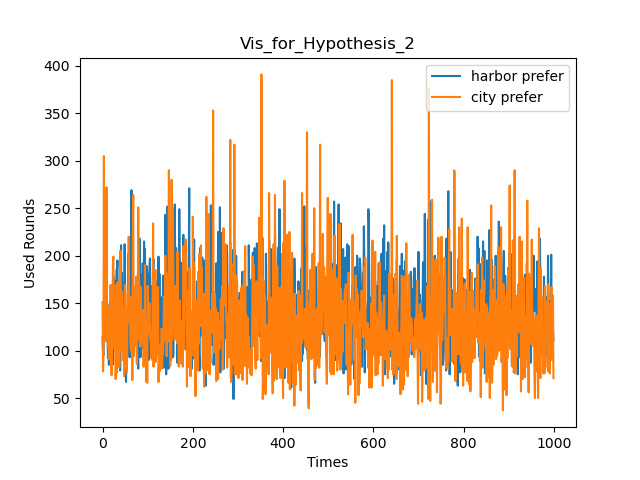 Vis_for_Hypothesis_2
harbor prefer
city prefer
400
350
300
250
200
150
100
50
Used Rounds
0 200 400 600 800 1000
Times